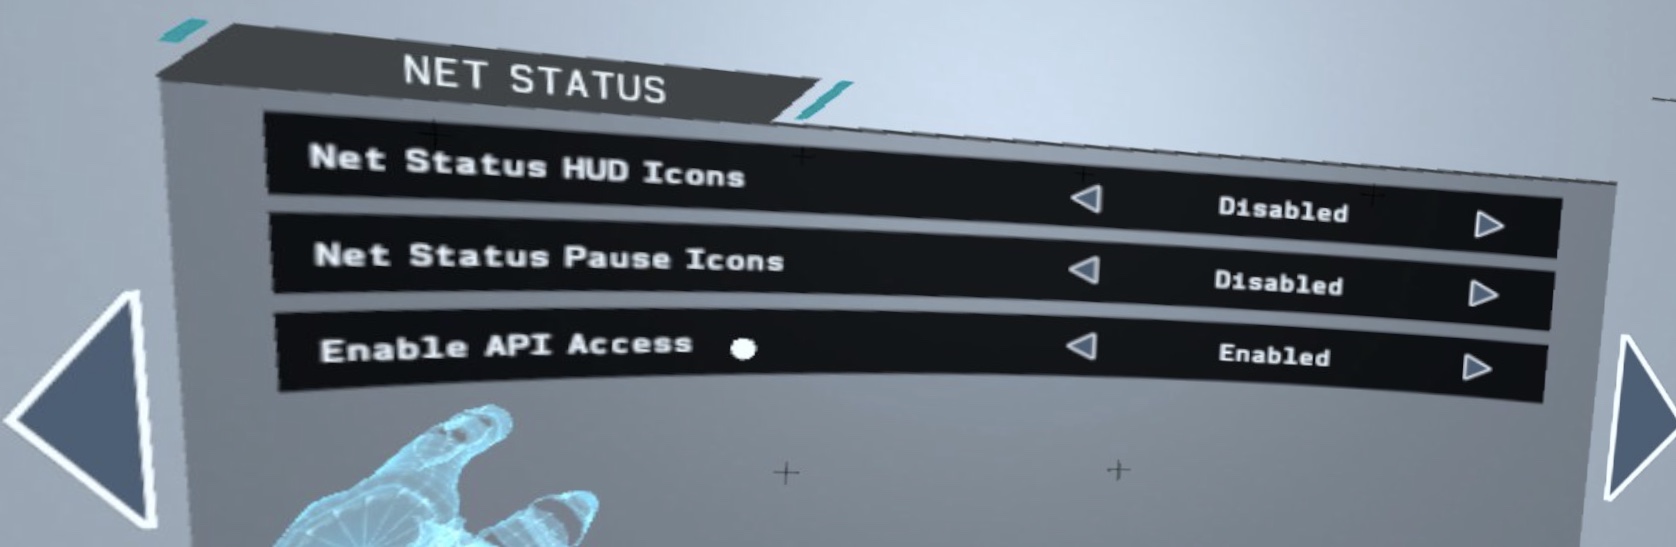 NET STATUS
Net Status HUD Icons Disabled
Net Status Pause Icons Disabled
Enable API Access Enabled